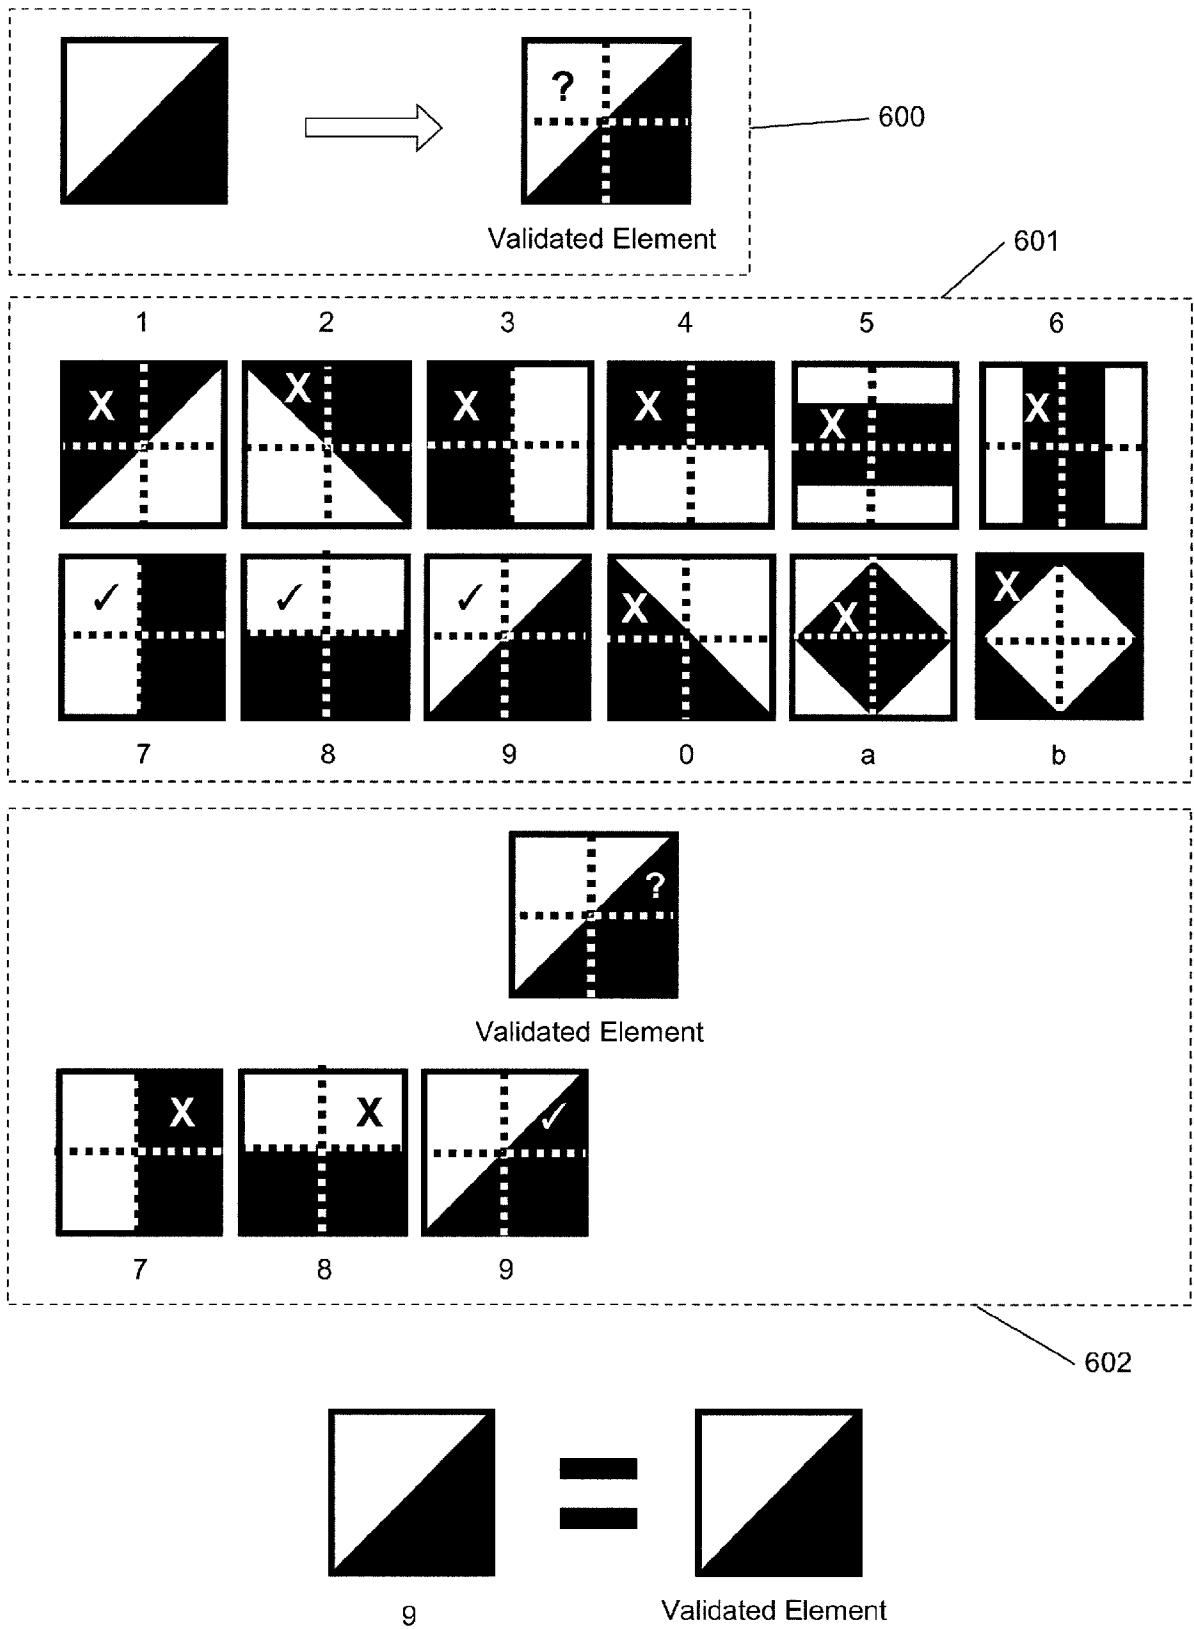 ?
600
Validated Element
601
1 2 3 4 5 6
X X X X X X
✓ ✓ ✓ X X X
7 8 9 0 a b
?
Validated Element
X X ✓
7 8 9
602
=
9 Validated Element